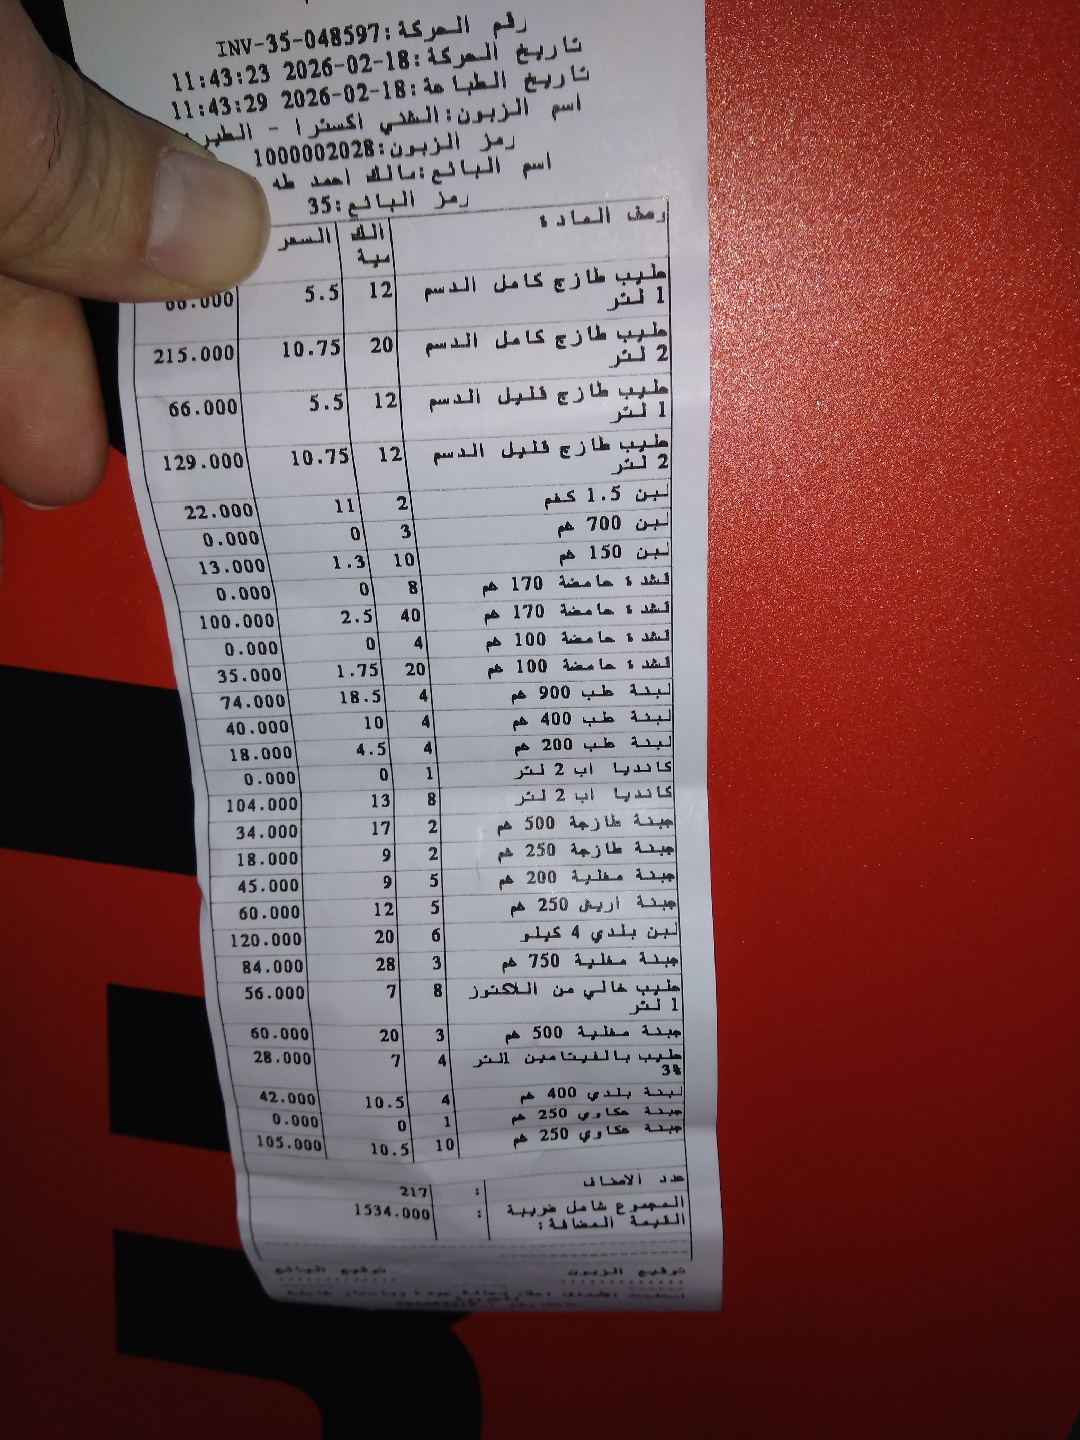 رقم الحركة:INV-35-048597
تاريخ الحركة:18-02-2026 11:43:23
تاريخ الطباعة:18-02-2026 11:43:29
اسم الزبون:الشني اكسترا - الطيرة
رمز الزبون:1000002028
اسم البائع:مالك احمد طه
رمز البائع:35
وصف المادة الكمية السعر
حليب طازج كامل الدسم 1 لتر 12 5.5 66.000
حليب طازج كامل الدسم 2 لتر 20 10.75 215.000
حليب طازج قليل الدسم 1 لتر 12 5.5 66.000
حليب طازج قليل الدسم 2 لتر 12 10.75 129.000
لبن 1.5 كغم 2 11 22.000
لبن 700 غم 3 0 0.000
لبن 150 غم 10 1.3 13.000
قشدة حامضة 170 غم 8 0 0.000
قشدة حامضة 170 غم 40 2.5 100.000
قشدة حامضة 100 غم 4 0 0.000
قشدة حامضة 100 غم 20 1.75 35.000
لبنة طب 900 غم 4 18.5 74.000
لبنة طب 400 غم 4 10 40.000
لبنة طب 200 غم 4 4.5 18.000
كانديا اب 2 لتر 1 0 0.000
كانديا اب 2 لتر 8 13 104.000
جبنة طازجة 500 غم 2 17 34.000
جبنة طازجة 250 غم 2 9 18.000
جبنة مغلية 200 غم 5 9 45.000
جبنة اريش 250 غم 5 12 60.000
لبن بلدي 4 كيلو 6 20 120.000
جبنة مغلية 750 غم 3 28 84.000
حليب خالي من اللاكتوز 1 لتر 8 7 56.000
جبنة مغلية 500 غم 3 20 60.000
حليب بالفيتامين 1لتر 3% 4 7 28.000
لبنة بلدي 400 غم 4 10.5 42.000
جبنة عكاوي 250 غم 1 0 0.000
جبنة عكاوي 250 غم 10 10.5 105.000
عدد الاصناف : 217
المجموع شامل ضريبة القيمة المضافة: : 1534.000
توقيع الزبون توقيع البائع